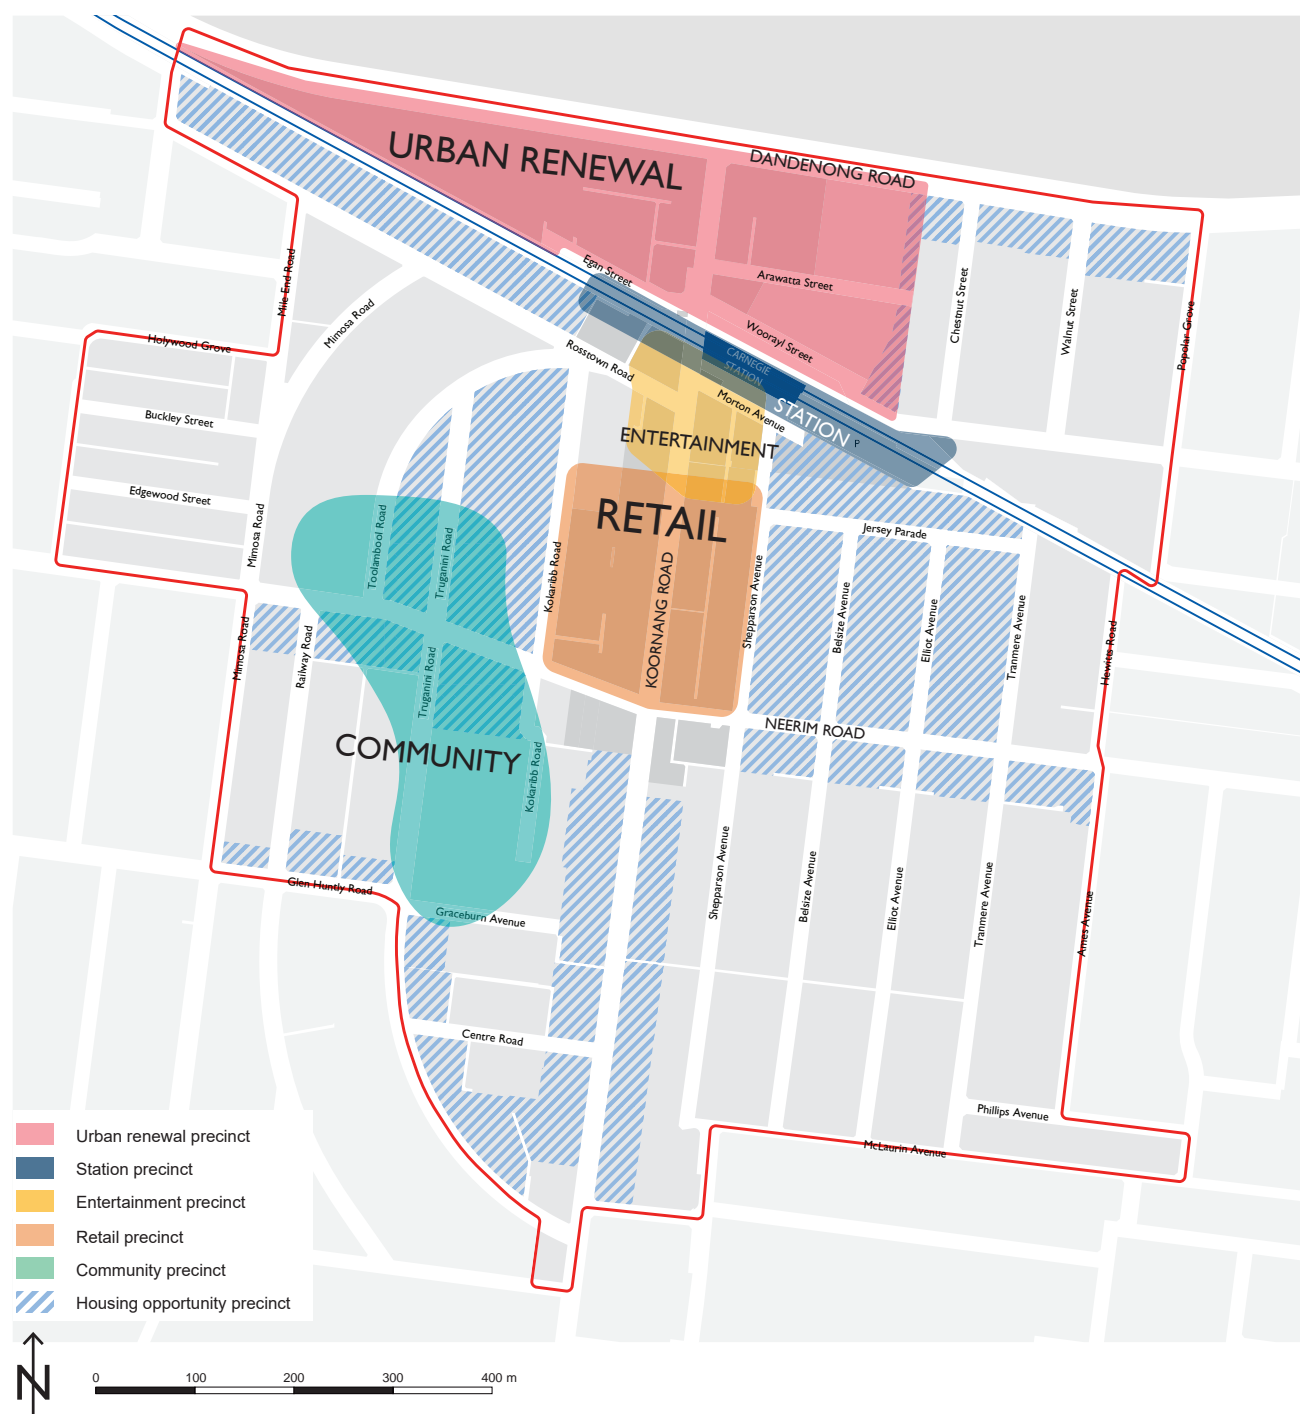 URBAN RENEWAL
DANDENONG ROAD
Egan Street
Arawatta Street
Mile End Road
Mimosa Road
Chestnut Street
Walnut Street
Popolar Grove
Woorayl Street
Holywood Grove
Rosstown Road
CARNEGIE
STATION
Morton Avenue
STATION
P
Buckley Street
ENTERTAINMENT
Edgewood Street
RETAIL
Mimosa Road
Toolambool Road
Truganini Road
Kokaribb Road
KOORNANG ROAD
Shepparson Avenue
Jersey Parade
Belsize Avenue
Elliot Avenue
Tranmere Avenue
Hewitts Road
Mimosa Road
Railway Road
Truganini Road
NEERIM ROAD
COMMUNITY
Kokaribb Road
Shepparson Avenue
Belsize Avenue
Elliot Avenue
Tranmere Avenue
Ames Avenue
Glen Huntly Road
Graceburn Avenue
Centre Road
Phillips Avenue
McLaurin Avenue
Urban renewal precinct
Station precinct
Entertainment precinct
Retail precinct
Community precinct
Housing opportunity precinct
N
0 100 200 300 400 m